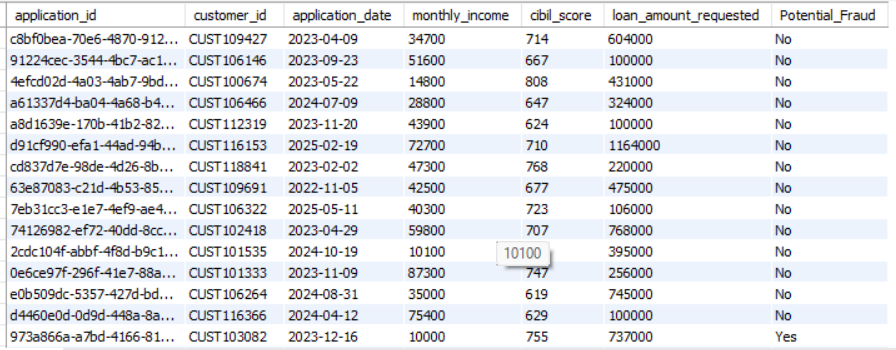 application_id customer_id application_date monthly_income cibil_score loan_amount_requested Potential_Fraud
c8bf0bea-70e6-4870-912... CUST109427 2023-04-09 34700 714 604000 No
91224cec-3544-4bc7-ac1... CUST106146 2023-09-23 51600 667 100000 No
4efcd02d-4a03-4ab7-9bd... CUST100674 2023-05-22 14800 808 431000 No
a61337d4-ba04-4a68-b4... CUST106466 2024-07-09 28800 647 324000 No
a8d1639e-170b-41b2-82... CUST112319 2023-11-20 43900 624 100000 No
d91cf990-efa1-44ad-94b... CUST116153 2025-02-19 72700 710 1164000 No
cd837d7e-98de-4d26-8b... CUST118841 2023-02-02 47300 768 220000 No
63e87083-c21d-4b53-85... CUST109691 2022-11-05 42500 677 475000 No
7eb31cc3-e1e7-4ef9-ae4... CUST106322 2025-05-11 40300 723 106000 No
74126982-ef72-40dd-8cc... CUST102418 2023-04-29 59800 707 768000 No
2cdc104f-abbf-4f8d-b9c1... CUST101535 2024-10-19 10100 10100 395000 No
0e6ce97f-296f-41e7-88a... CUST101333 2023-11-09 87300 747 256000 No
e0b509dc-5357-427d-bd... CUST106264 2024-08-31 35000 619 745000 No
d4460e0d-0d9d-448a-8a... CUST116366 2024-04-12 75400 629 100000 No
973a866a-a7bd-4166-81... CUST103082 2023-12-16 10000 755 737000 Yes